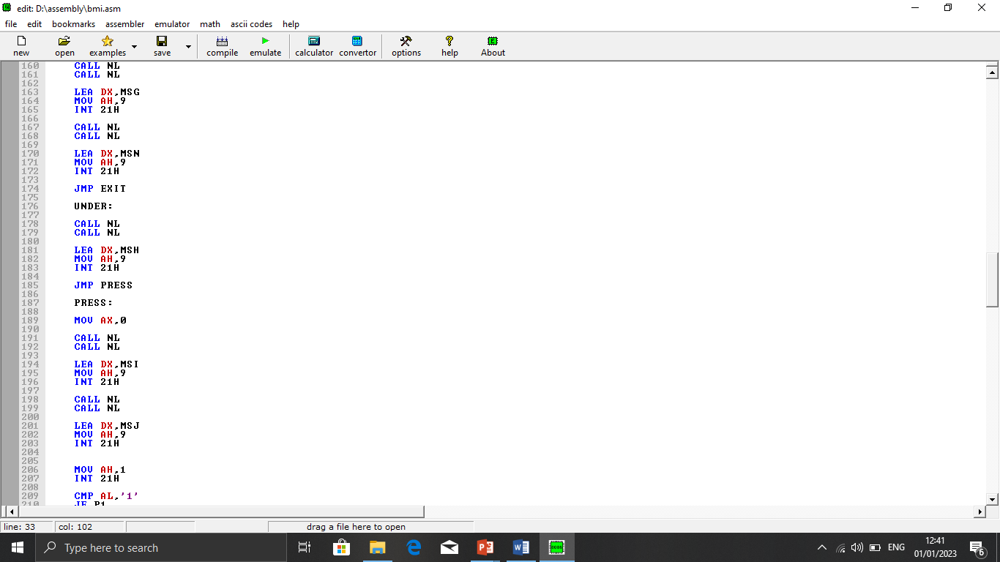 edit: D:\assembly\bmi.asm
file edit bookmarks assembler emulator math ascii codes help
new open examples save compile emulate calculator convertor options help About
160 CALL NL
161 CALL NL
162
163 LEA DX,MSG
164 MOV AH,9
165 INT 21H
166
167 CALL NL
168 CALL NL
169
170 LEA DX,MSN
171 MOV AH,9
172 INT 21H
173
174 JMP EXIT
175
176 UNDER:
177
178 CALL NL
179 CALL NL
180
181 LEA DX,MSH
182 MOV AH,9
183 INT 21H
184
185 JMP PRESS
186
187 PRESS:
188
189 MOV AX,0
190
191 CALL NL
192 CALL NL
193
194 LEA DX,MSI
195 MOV AH,9
196 INT 21H
197
198 CALL NL
199 CALL NL
200
201 LEA DX,MSJ
202 MOV AH,9
203 INT 21H
204
205
206 MOV AH,1
207 INT 21H
208
209 CMP AL,'1'
210 JE P1
line: 33 col: 102 drag a file here to open
Type here to search
ENG
12:41
01/01/2023
6